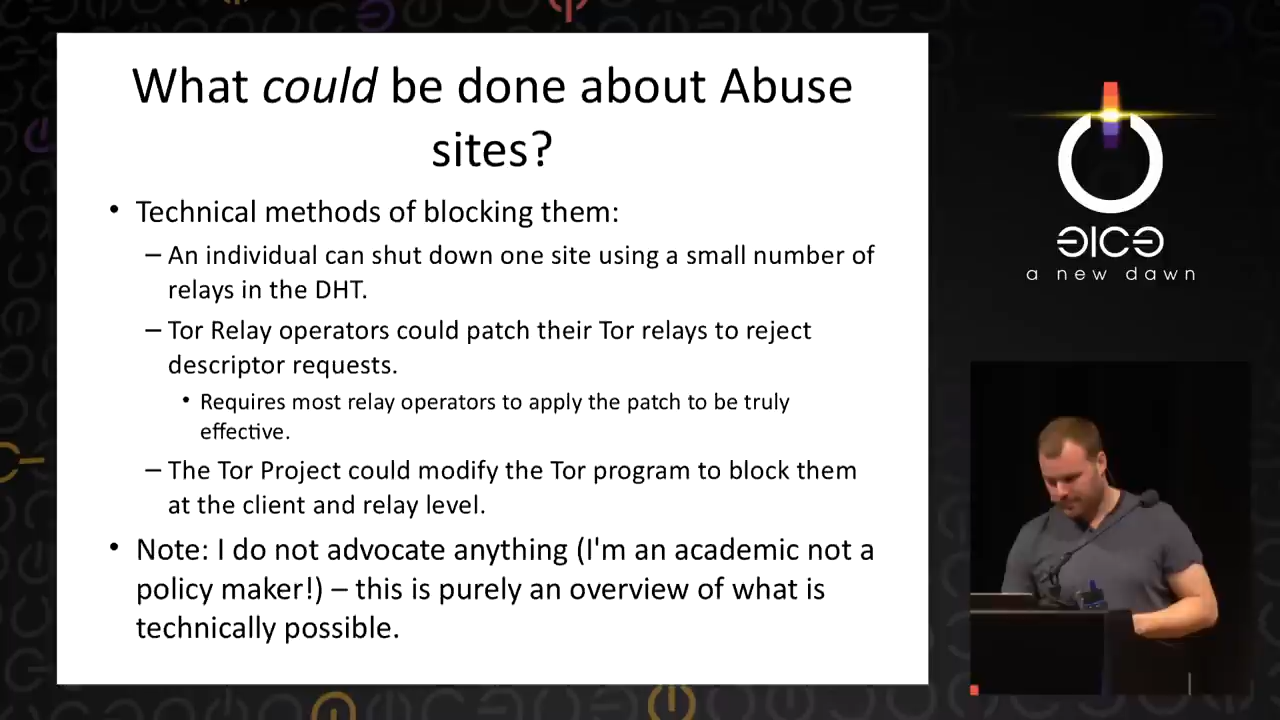 What could be done about Abuse
sites?
• Technical methods of blocking them:
– An individual can shut down one site using a small number of
relays in the DHT.
– Tor Relay operators could patch their Tor relays to reject
descriptor requests.
• Requires most relay operators to apply the patch to be truly
effective.
– The Tor Project could modify the Tor program to block them
at the client and relay level.
• Note: I do not advocate anything (I'm an academic not a
policy maker!) – this is purely an overview of what is
technically possible.
a new dawn